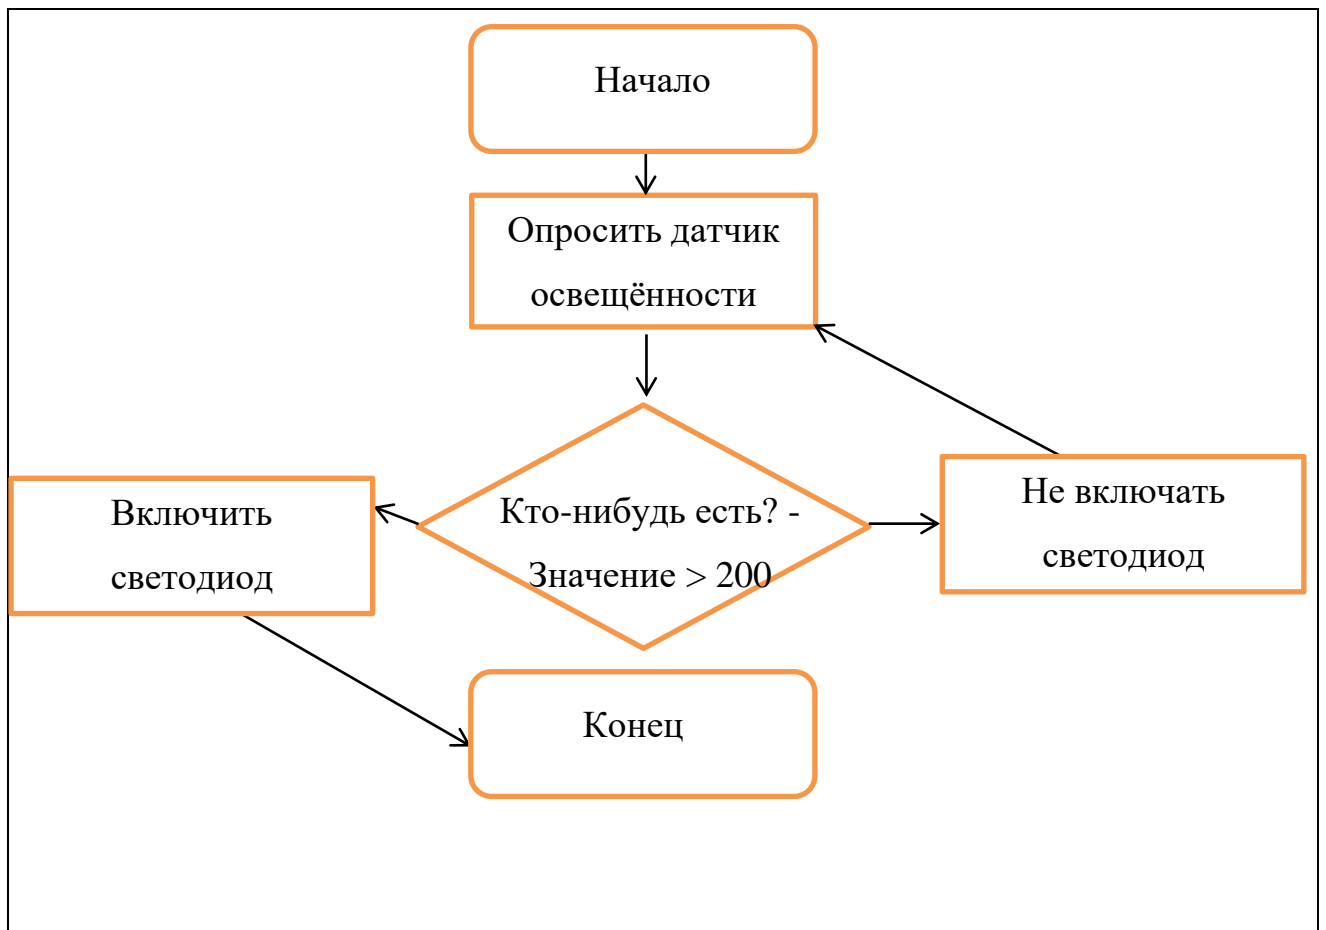 Начало
Опросить датчик
освещённости
Кто-нибудь есть? -
Значение > 200
Включить
светодиод
Не включать
светодиод
Конец